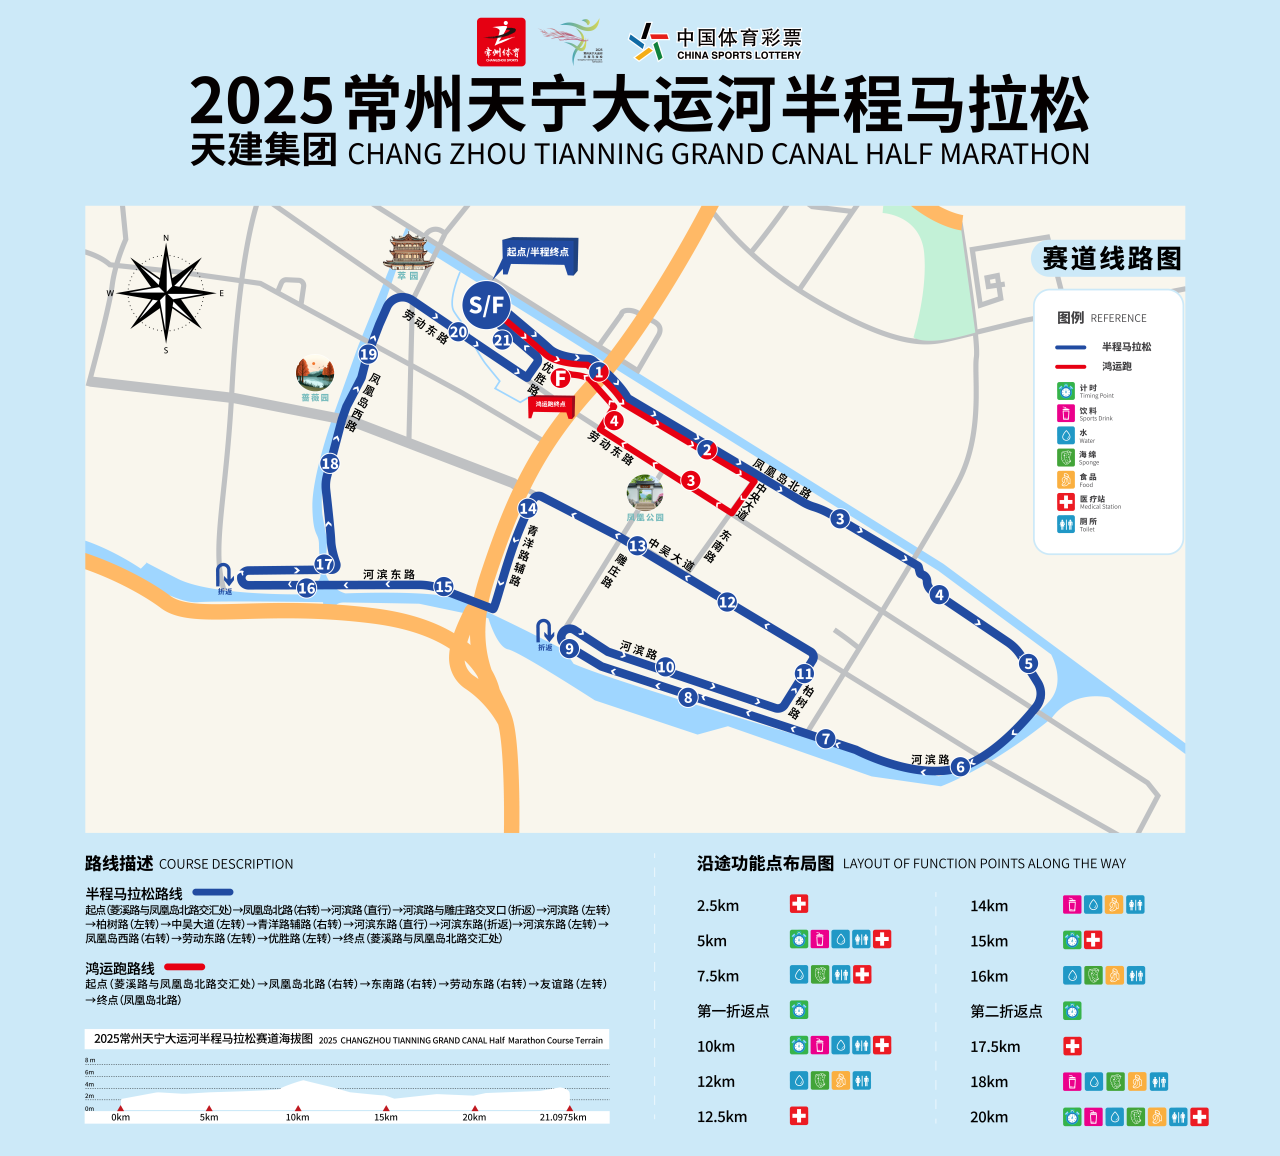 常州体育
CHANGZHOU SPORTS
中国体育彩票
CHINA SPORTS LOTTERY
2025常州天宁大运河半程马拉松
天建集团 CHANG ZHOU TIANNING GRAND CANAL HALF MARATHON
赛道线路图
图例 REFERENCE
半程马拉松
鸿运跑
计时
Timing Point
饮料
Sports Drink
水
Water
海绵
Sponge
食品
Food
医疗站
Medical Station
厕所
Toilet
N
W
E
S
萃园
起点/半程终点
S/F
劳动东路
20
21
优胜路
F
鸿运跑终点
1
19
蔷薇园
凤凰岛西路
18
4
劳动东路
2
3
凤凰岛北路
中央大道
凤凰公园
东南路
3
14
青洋路辅路
13
中吴大道
雕庄路
12
4
17
折返
16
河滨东路
15
折返
9
河滨路
10
11
柏树路
8
7
5
河滨路
6
路线描述 COURSE DESCRIPTION
半程马拉松路线
起点(菱溪路与凤凰岛北路交汇处)→凤凰岛北路(右转)→河滨路(直行)→河滨路与雕庄路交叉口(折返)→河滨路(左转)
→柏树路(左转)→中吴大道(左转)→青洋路辅路(右转)→河滨东路(直行)→河滨东路(折返)→河滨东路(左转)→
凤凰岛西路(右转)→劳动东路(左转)→优胜路(左转)→终点(菱溪路与凤凰岛北路交汇处)
鸿运跑路线
起点(菱溪路与凤凰岛北路交汇处)→凤凰岛北路(右转)→东南路(右转)→劳动东路(右转)→友谊路(左转)
→终点(凤凰岛北路)
2025常州天宁大运河半程马拉松赛道海拔图 2025 CHANGZHOU TIANNING GRAND CANAL Half Marathon Course Terrain
8 m
6m
4m
2m
0m
0km 5km 10km 15km 20km 21.0975km
沿途功能点布局图 LAYOUT OF FUNCTION POINTS ALONG THE WAY
2.5km
5km
7.5km
第一折返点
10km
12km
12.5km
14km
15km
16km
第二折返点
17.5km
18km
20km